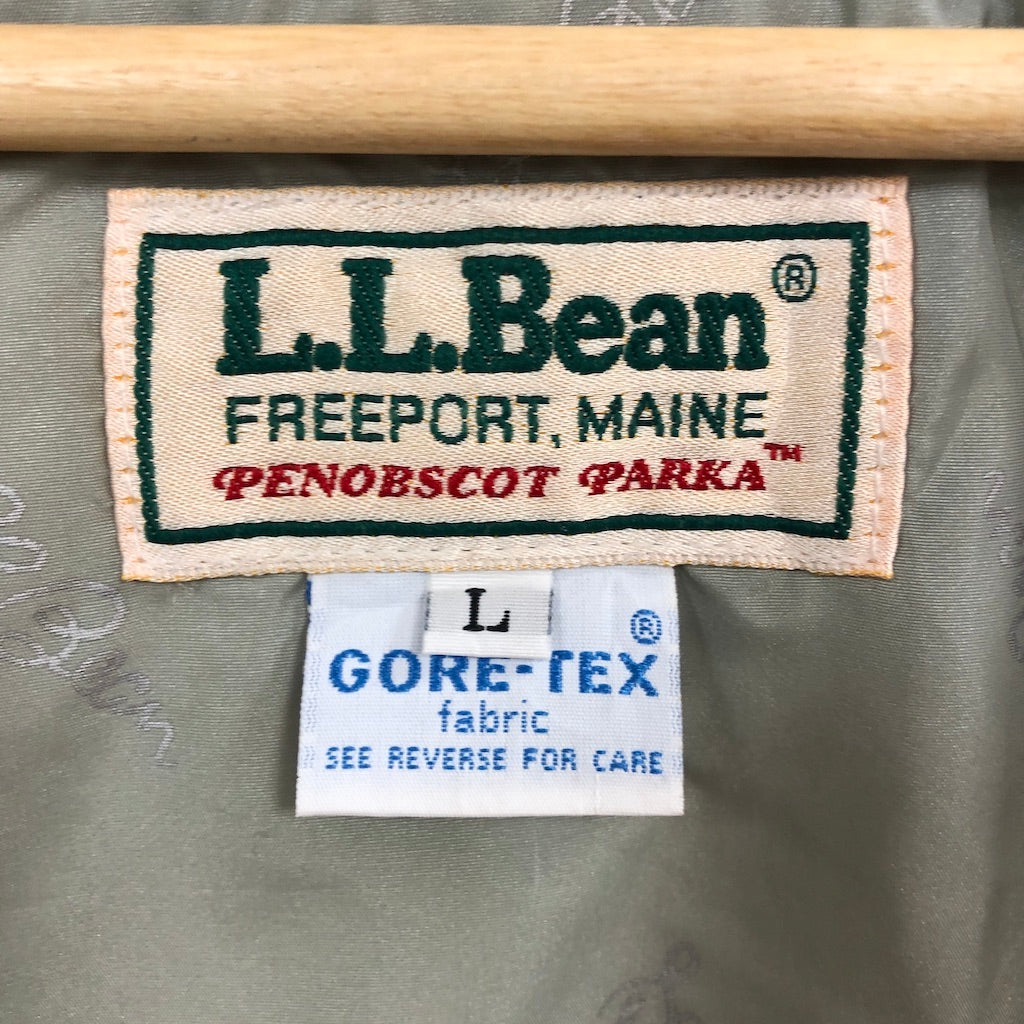 L.L.Bean®
FREEPORT, MAINE
PENOBSCOT PARKA™
L
GORE-TEX®
fabric
SEE REVERSE FOR CARE